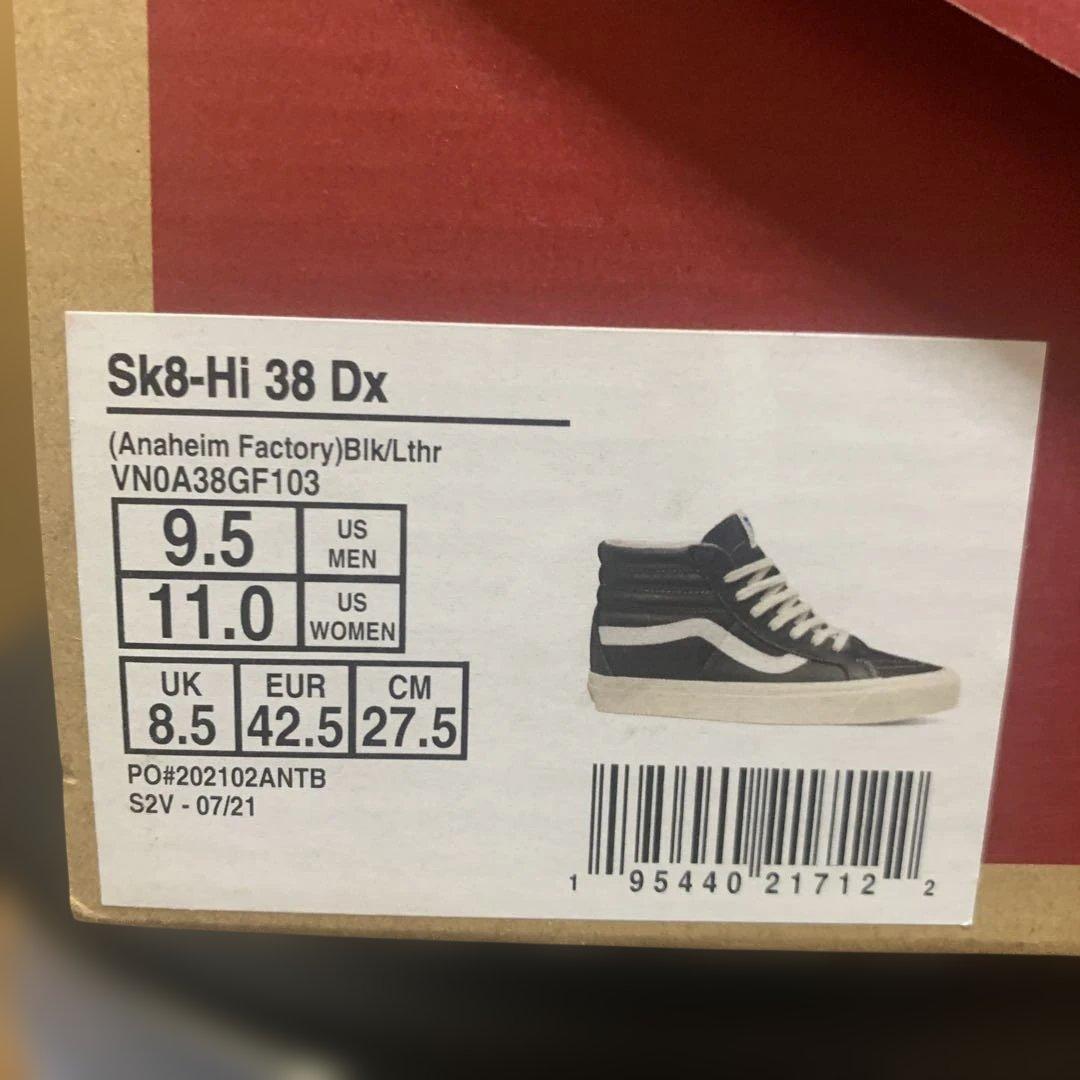 Sk8-Hi 38 Dx
(Anaheim Factory)Blk/Lthr
VN0A38GF103
9.5 US MEN
11.0 US WOMEN
UK EUR CM
8.5 42.5 27.5
PO#202102ANTB
S2V - 07/21
1 95440 21712 2